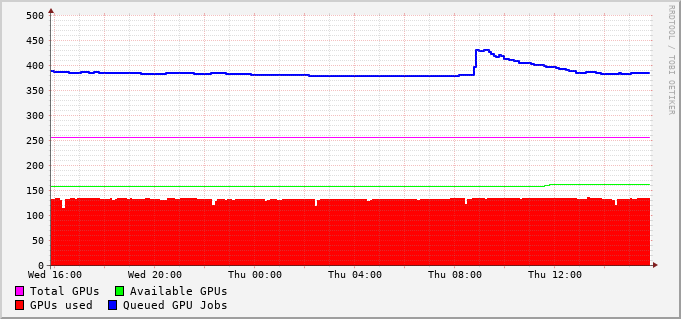 500
450
400
350
300
250
200
150
100
50
0
Wed 16:00 Wed 20:00 Thu 00:00 Thu 04:00 Thu 08:00 Thu 12:00
Total GPUs Available GPUs
GPUs used Queued GPU Jobs
RRDTOOL / TOBI OETIKER